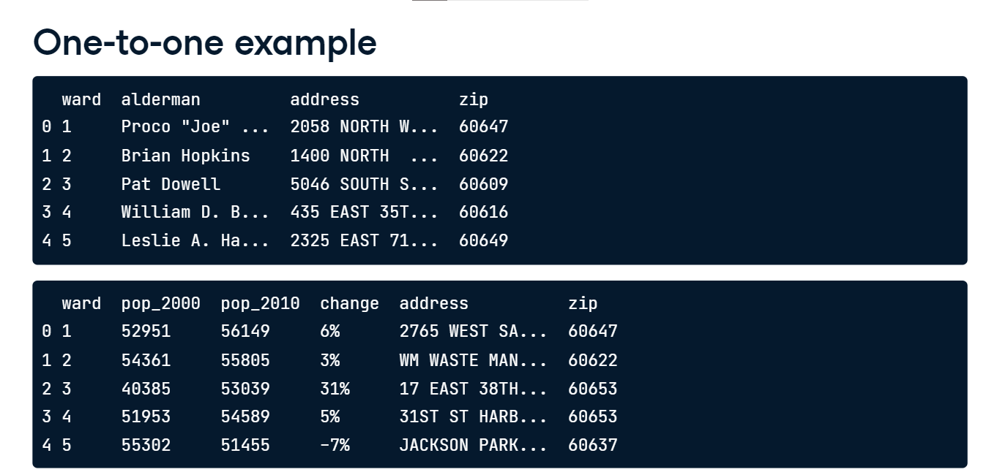 One-to-one example
ward alderman address zip
0 1 Proco "Joe" ... 2058 NORTH W... 60647
1 2 Brian Hopkins 1400 NORTH ... 60622
2 3 Pat Dowell 5046 SOUTH S... 60609
3 4 William D. B... 435 EAST 35T... 60616
4 5 Leslie A. Ha... 2325 EAST 71... 60649
ward pop_2000 pop_2010 change address zip
0 1 52951 56149 6% 2765 WEST SA... 60647
1 2 54361 55805 3% WM WASTE MAN... 60622
2 3 40385 53039 31% 17 EAST 38TH... 60653
3 4 51953 54589 5% 31ST ST HARB... 60653
4 5 55302 51455 -7% JACKSON PARK... 60637